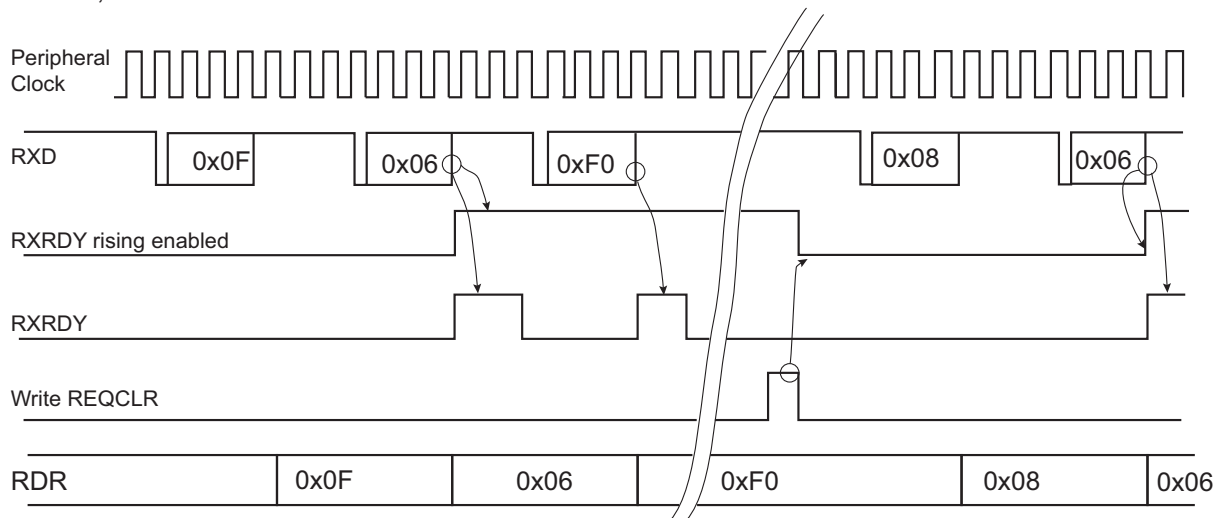 Peripheral
Clock
RXD
0x0F
0x06
0xF0
0x08
0x06
RXRDY rising enabled
RXRDY
Write REQCLR
RDR
0x0F
0x06
0xF0
0x08
0x06